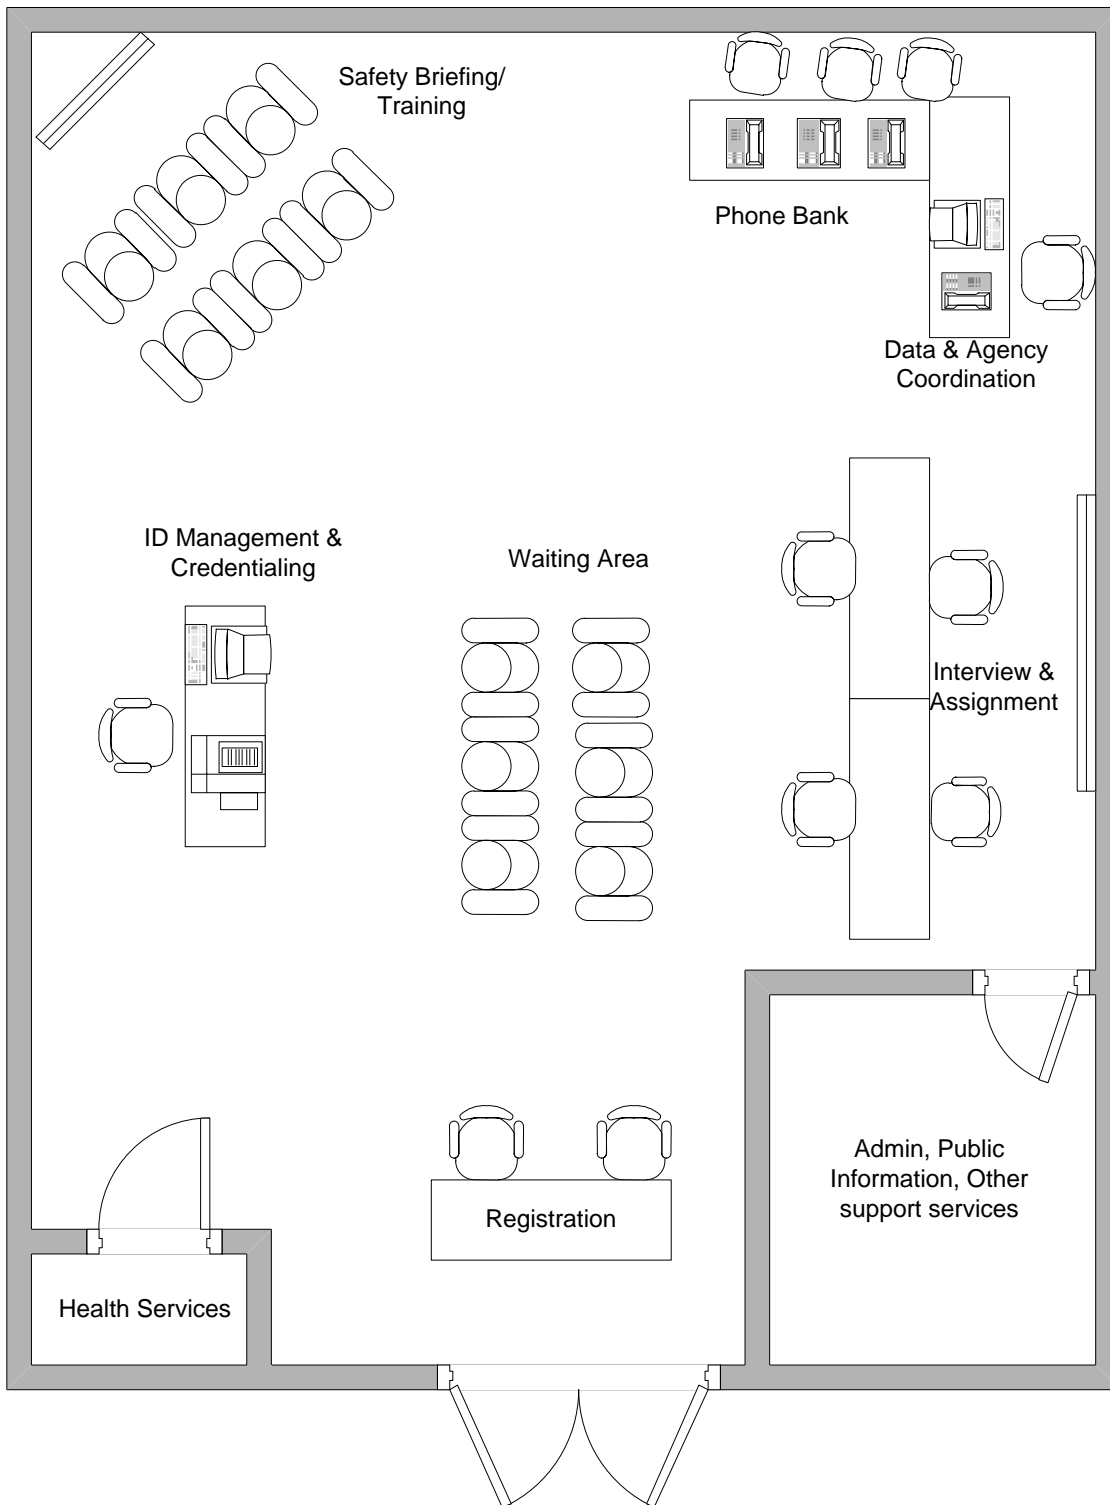 Safety Briefing/
Training
Phone Bank
Data & Agency
Coordination
ID Management &
Credentialing
Waiting Area
Interview &
Assignment
Admin, Public
Information, Other
support services
Registration
Health Services